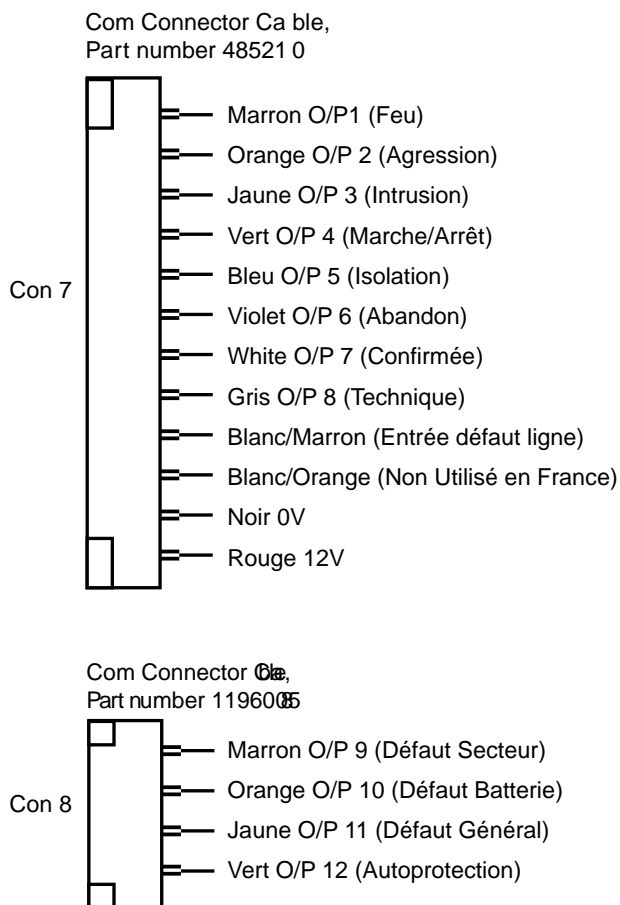 Com Connector Ca ble,
Part number 48521 0
Marron O/P1 (Feu)
Orange O/P 2 (Agression)
Jaune O/P 3 (Intrusion)
Vert O/P 4 (Marche/Arrêt)
Con 7
Bleu O/P 5 (Isolation)
Violet O/P 6 (Abandon)
White O/P 7 (Confirmée)
Gris O/P 8 (Technique)
Blanc/Marron (Entrée défaut ligne)
Blanc/Orange (Non Utilisé en France)
Noir 0V
Rouge 12V
Com Connector
Part number
Marron O/P 9 (Défaut Secteur)
Con 8
Orange O/P 10 (Défaut Batterie)
Jaune O/P 11 (Défaut Général)
Vert O/P 12 (Autoprotection)